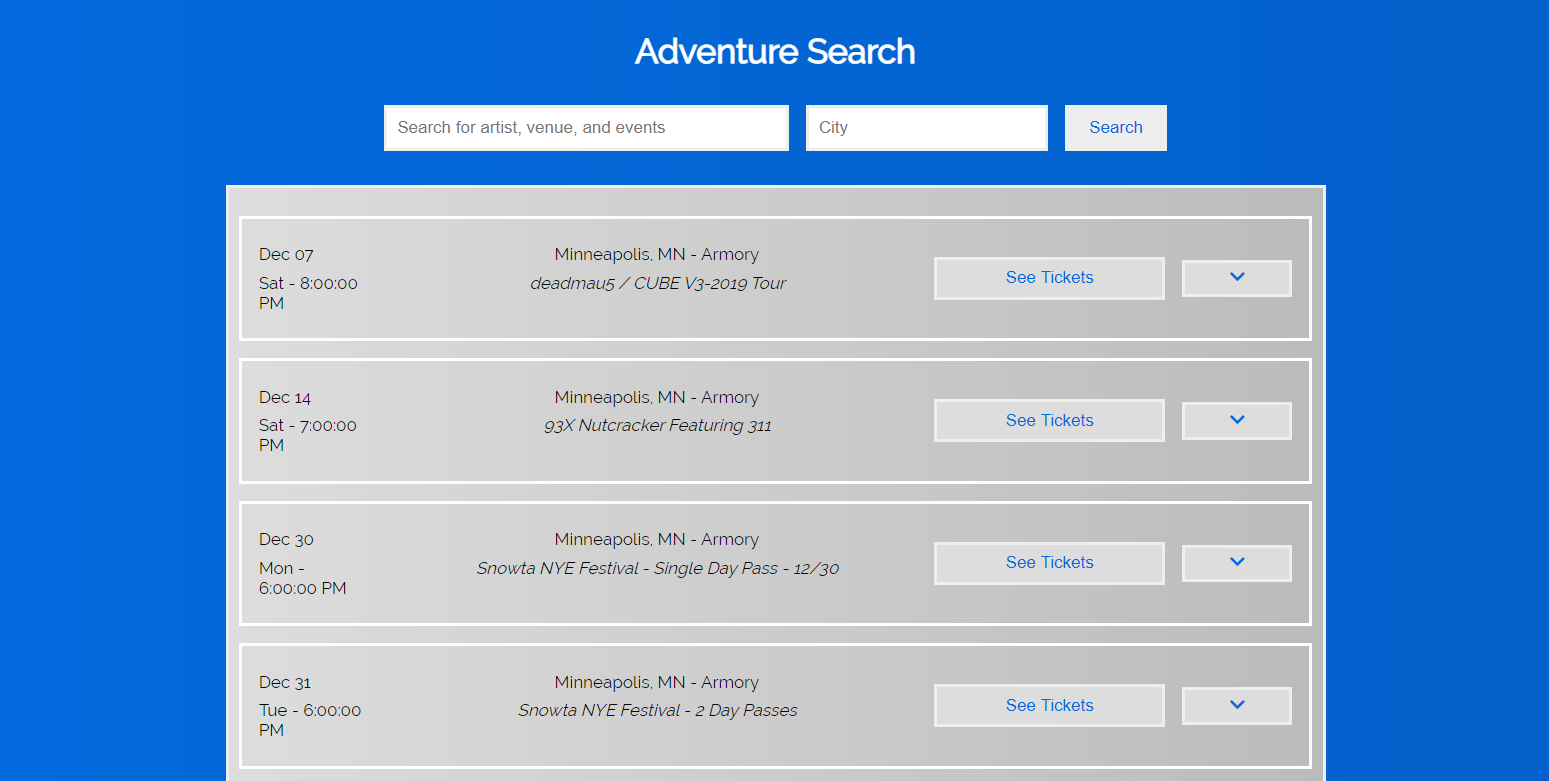 Adventure Search
Search for artist, venue, and events
City
Search
Dec 07
Sat - 8:00:00
PM
Minneapolis, MN - Armory
deadmau5 / CUBE V3-2019 Tour
See Tickets
Dec 14
Sat - 7:00:00
PM
Minneapolis, MN - Armory
93X Nutcracker Featuring 311
See Tickets
Dec 30
Mon -
6:00:00 PM
Minneapolis, MN - Armory
Snowta NYE Festival - Single Day Pass - 12/30
See Tickets
Dec 31
Tue - 6:00:00
PM
Minneapolis, MN - Armory
Snowta NYE Festival - 2 Day Passes
See Tickets